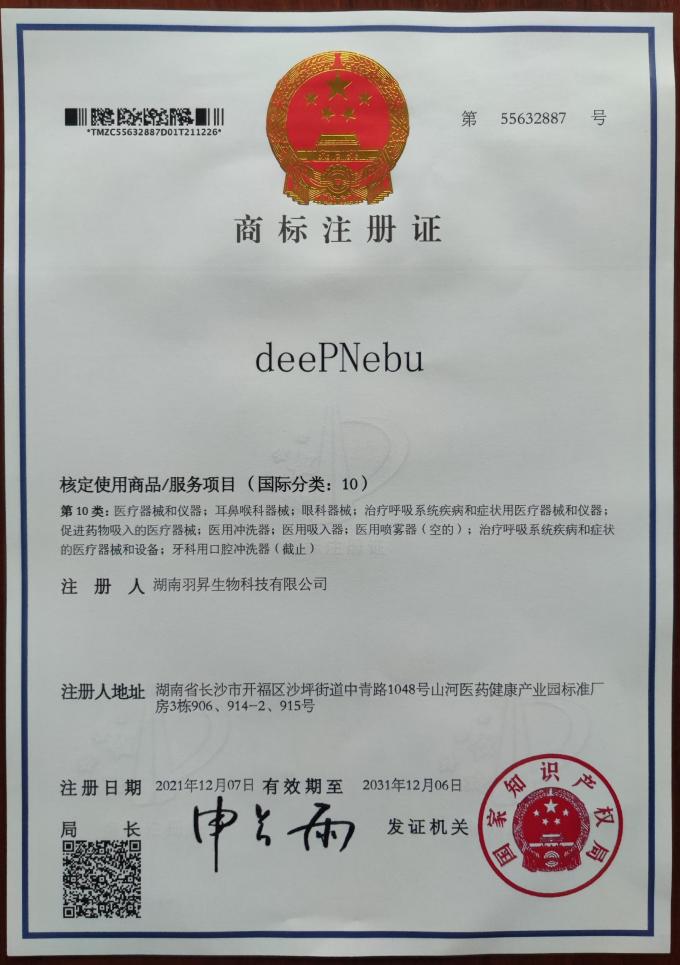 *TMZC55632887D01T211226*
第 55632887 号
商标注册证
deePNebu
核定使用商品/服务项目（国际分类：10）
第10类：医疗器械和仪器；耳鼻喉科器械；眼科器械；治疗呼吸系统疾病和症状用医疗器械和仪器；
促进药物吸入的医疗器械；医用冲洗器；医用吸入器；医用喷雾器（空的）；治疗呼吸系统疾病和症状
的医疗器械和设备；牙科用口腔冲洗器（截止）
注 册 人 湖南羽昇生物科技有限公司
注册人地址 湖南省长沙市开福区沙坪街道中青路1048号山河医药健康产业园标准厂
房3栋906、914-2、915号
注册日期 2021年12月07日 有效期至 2031年12月06日
局 长 申长雨 发证机关
国家知识产权局